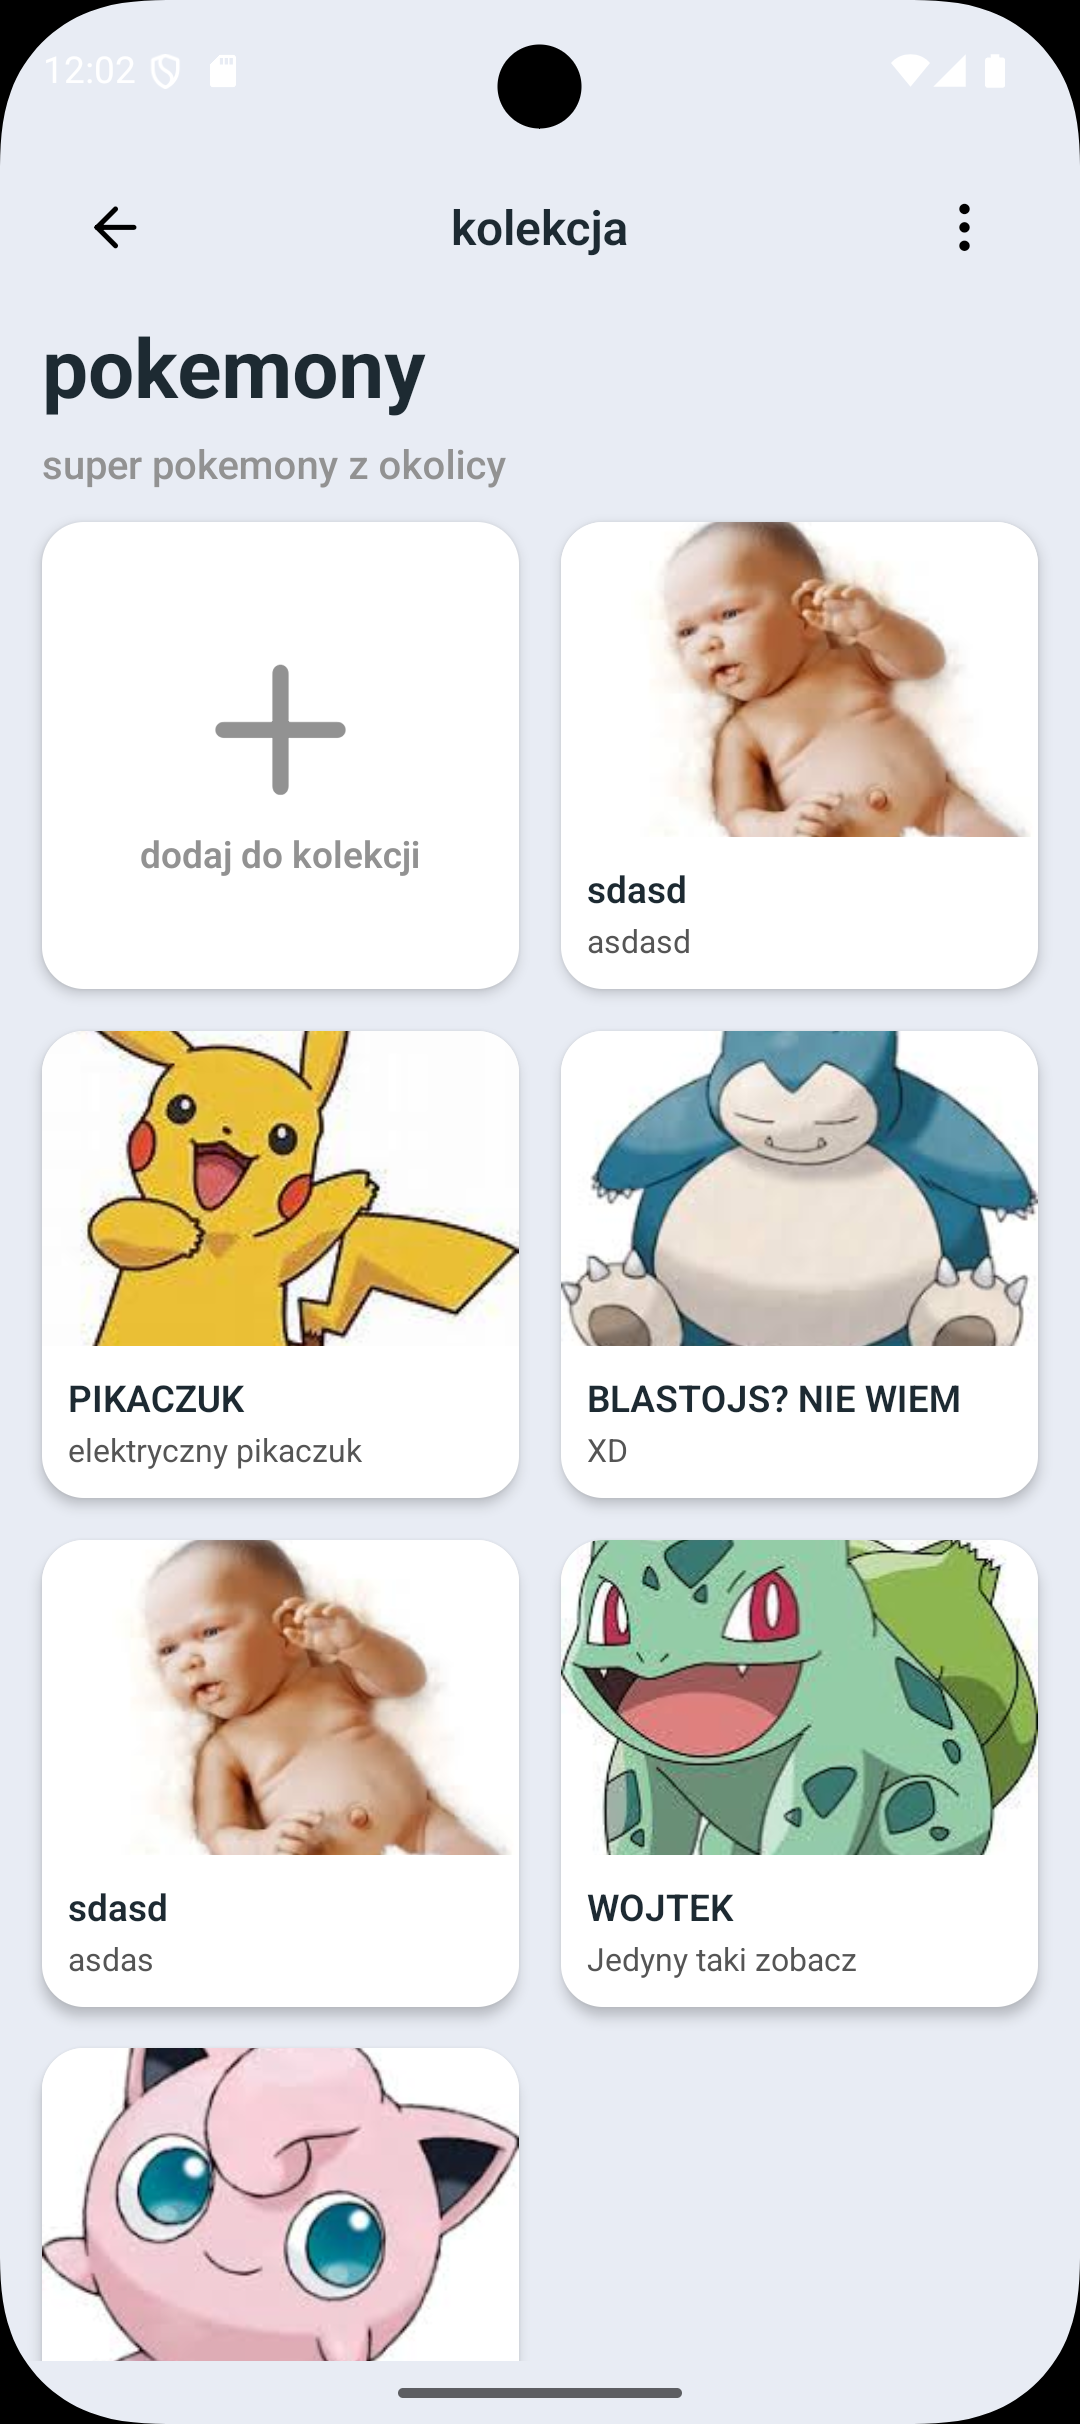 12:02
kolekcja
pokemony
super pokemony z okolicy
dodaj do kolekcji
sdasd
asdasd
PIKACZUK
elektryczny pikaczuk
BLASTOJS? NIE WIEM
XD
sdasd
asdas
WOJTEK
Jedyny taki zobacz